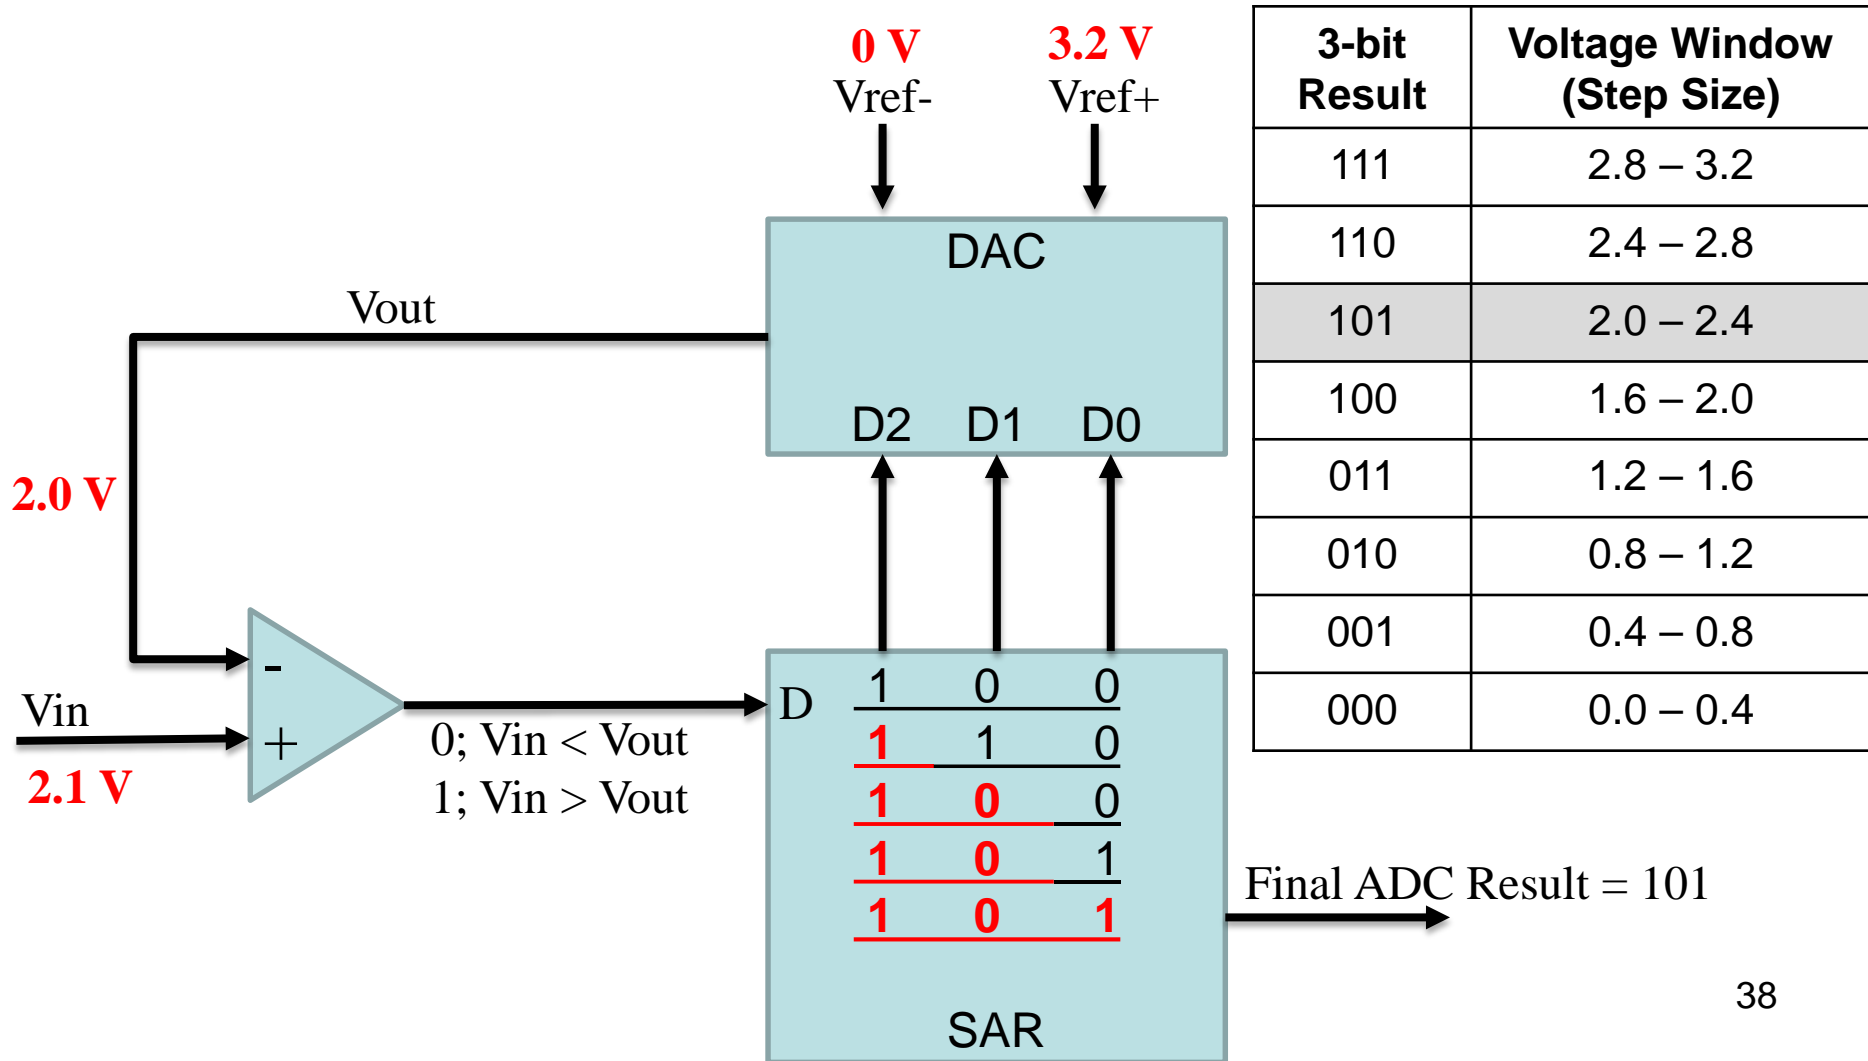 0 V 3.2 V
Vref- Vref+
DAC
Vout
D2 D1 D0
2.0 V
-
Vin
+
2.1 V
0; Vin < Vout
1; Vin > Vout
D
1 0 0
1 1 0
1 0 0
1 0 1
1 0 1
SAR
Final ADC Result = 101
3-bit Result Voltage Window (Step Size)
111 2.8 – 3.2
110 2.4 – 2.8
101 2.0 – 2.4
100 1.6 – 2.0
011 1.2 – 1.6
010 0.8 – 1.2
001 0.4 – 0.8
000 0.0 – 0.4
38